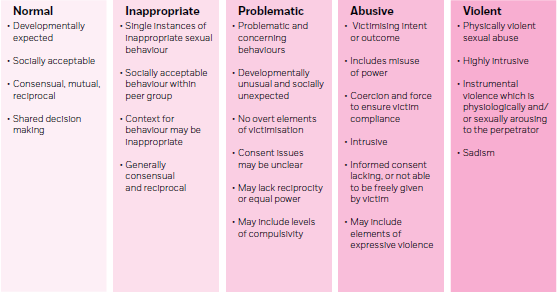 Normal
• Developmentally
expected
• Socially acceptable
• Consensual, mutual,
reciprocal
• Shared decision
making
Inappropriate
• Single instances of
inappropriate sexual
behaviour
• Socially acceptable
behaviour within
peer group
• Context for
behaviour may be
inappropriate
• Generally
consensual
and reciprocal
Problematic
• Problematic and
concerning
behaviours
• Developmentally
unusual and socially
unexpected
• No overt elements
of victimisation
• Consent issues
may be unclear
• May lack reciprocity
or equal power
• May include levels
of compulsivity
Abusive
• Victimising intent
or outcome
• Includes misuse
of power
• Coercion and force
to ensure victim
compliance
• Intrusive
• Informed consent
lacking, or not able
to be freely given
by victim
• May include
elements of
expressive violence
Violent
• Physically violent
sexual abuse
• Highly intrusive
• Instrumental
violence which is
physiologically and/
or sexually arousing
to the perpetrator
• Sadism